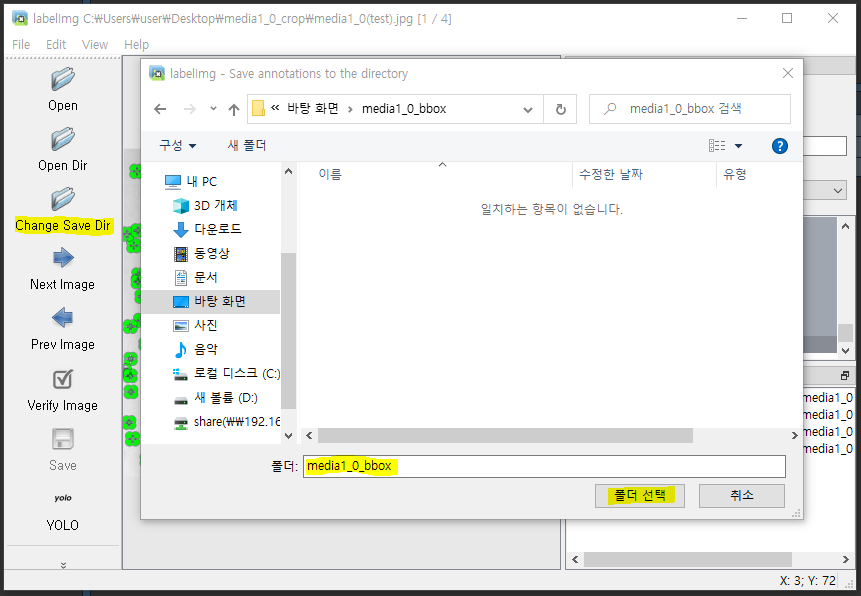 labelImg C:₩Users₩user₩Desktop₩media1_0_crop₩media1_0(test).jpg [1 / 4]
File Edit View Help
Open
Open Dir
Change Save Dir
Next Image
Prev Image
Verify Image
Save
yolo
YOLO
labelImg - Save annotations to the directory
« 바탕 화면 › media1_0_bbox
media1_0_bbox 검색
구성 새 폴더
내 PC
3D 개체
다운로드
동영상
문서
바탕 화면
사진
음악
로컬 디스크 (C:)
새 볼륨 (D:)
share(₩₩192.16
이름 수정한 날짜 유형
일치하는 항목이 없습니다.
폴더: media1_0_bbox
폴더 선택 취소
media1_0
media1_0
media1_0
media1_0
X: 3; Y: 72